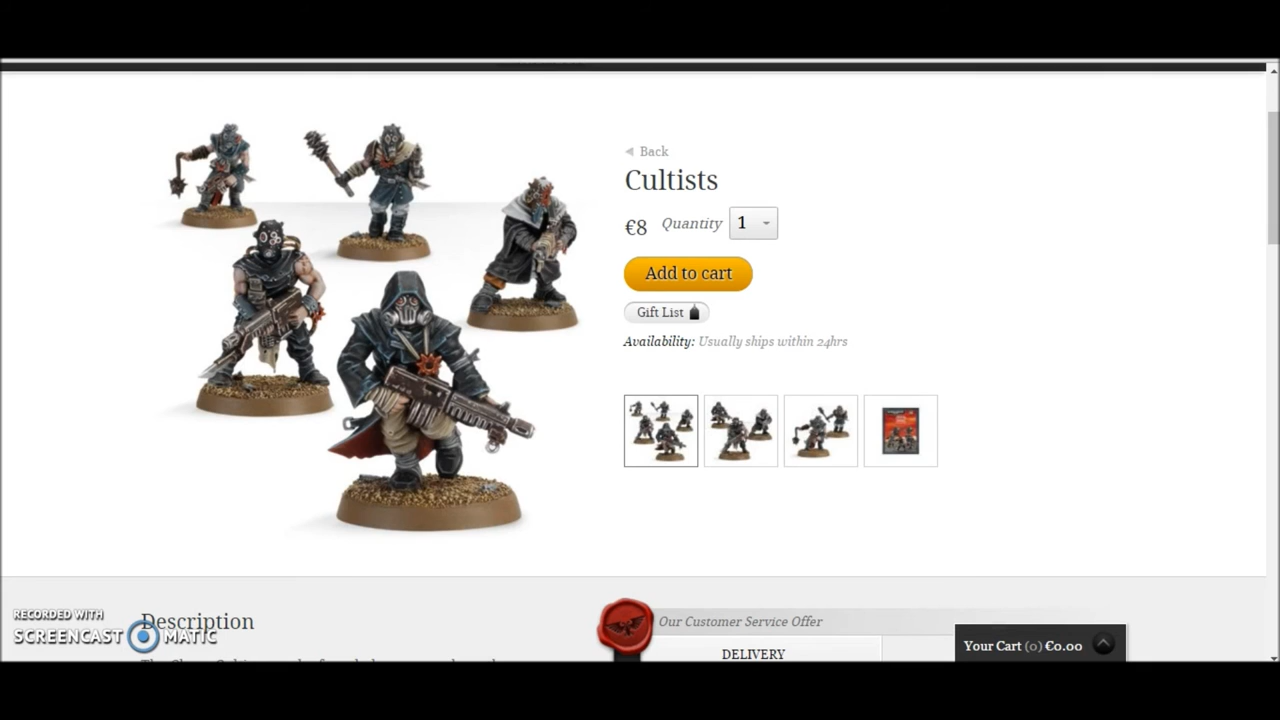 Back
Cultists
€8 Quantity 1
Add to cart
Gift List
Availability: Usually ships within 24hrs
Description
Our Customer Service Offer
DELIVERY
Your Cart (0) €0.00
RECORDED WITH
SCREENCAST MATIC